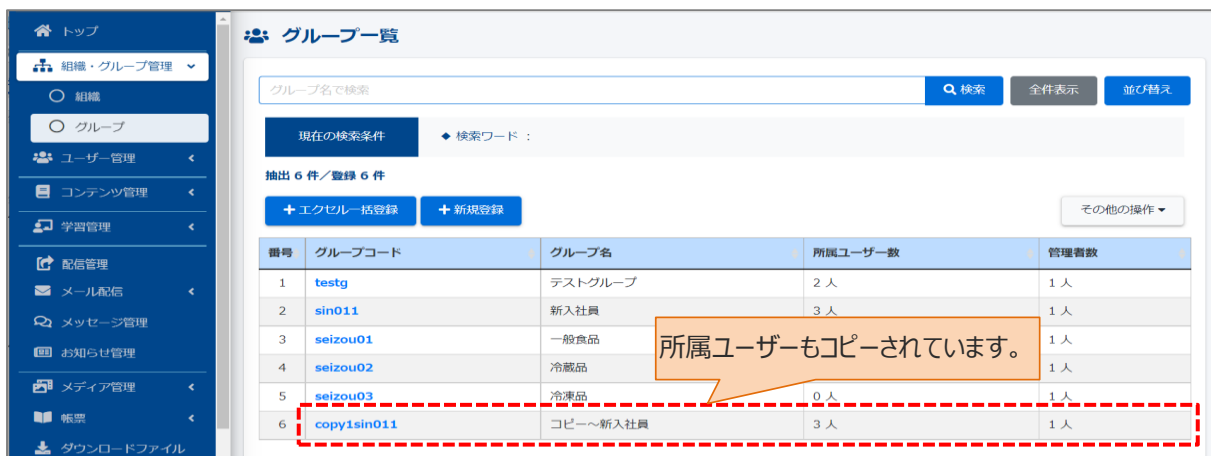 トップ
組織・グループ管理
組織
グループ
ユーザー管理
コンテンツ管理
学習管理
配信管理
メール配信
メッセージ管理
お知らせ管理
メディア管理
帳票
ダウンロードファイル
グループ一覧
グループ名で検索
検索
全件表示
並び替え
現在の検索条件 ◆ 検索ワード :
抽出 6 件／登録 6 件
+ エクセル一括登録 + 新規登録 その他の操作 ▾
番号 グループコード グループ名 所属ユーザー数 管理者数
1 testg テストグループ 2 人 1 人
2 sin011 新入社員 3 人 1 人
3 seizou01 一般食品 1 人
4 seizou02 冷蔵品 1 人
5 seizou03 冷凍品 0 人 1 人
6 copy1sin011 コピー～新入社員 3 人 1 人
所属ユーザーもコピーされています。